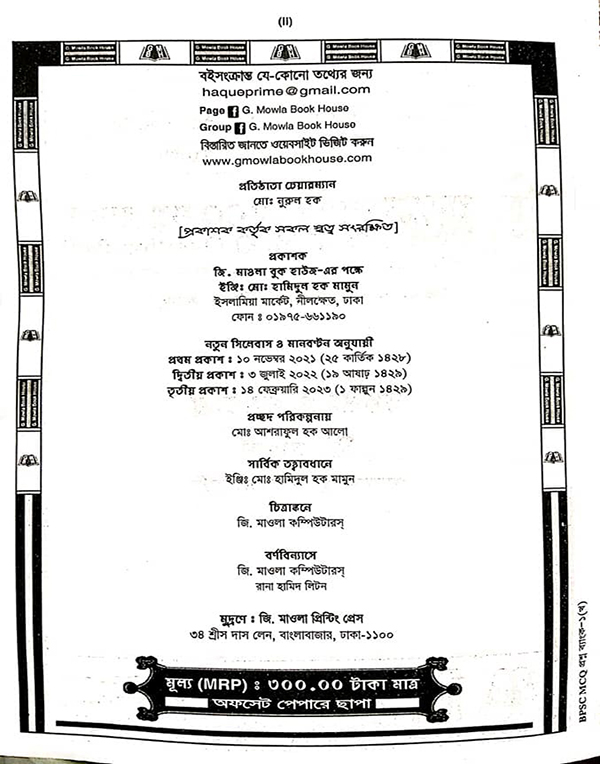 (II)
G. Mowla Book House
G. Mowla Book House
G. Mowla Book House
G. Mowla Book House
বইসংক্রান্ত যে-কোনো তথ্যের জন্য
haqueprime@gmail.com
Page f G. Mowla Book House
Group f G. Mowla Book House
বিস্তারিত জানতে ওয়েবসাইট ভিজিট করুন
www.gmowlabookhouse.com
প্রতিষ্ঠাতা চেয়ারম্যান
মোঃ নুরুল হক
[প্রকাশক কর্তৃক সকল স্বত্ব সংরক্ষিত]
প্রকাশক
জি. মাওলা বুক হাউজ-এর পক্ষে
ইঞ্জিঃ মোঃ হামিদুল হক মামুন
ইসলামিয়া মার্কেট, নীলক্ষেত, ঢাকা
ফোন ঃ ০১৯৭৫-৬৬১১৯০
নতুন সিলেবাস ও মানবণ্টন অনুযায়ী
প্রথম প্রকাশ : ১০ নভেম্বর ২০২১ (২৫ কার্তিক ১৪২৮)
দ্বিতীয় প্রকাশ : ৩ জুলাই ২০২২ (১৯ আষাঢ় ১৪২৯)
তৃতীয় প্রকাশ : ১৪ ফেব্রুয়ারি ২০২৩ (১ ফাল্গুন ১৪২৯)
প্রচ্ছদ পরিকল্পনায়
মোঃ আশরাফুল হক আলো
সার্বিক তত্ত্বাবধানে
ইঞ্জিঃ মোঃ হামিদুল হক মামুন
চিত্রাঙ্কনে
জি. মাওলা কম্পিউটারস্
বর্ণবিন্যাসে
জি. মাওলা কম্পিউটারস্
রানা হামিদ লিটন
মুদ্রণে : জি. মাওলা প্রিন্টিং প্রেস
৩৪ শ্রীস দাস লেন, বাংলাবাজার, ঢাকা-১১০০
মূল্য (MRP) : ৩০০.০০ টাকা মাত্র
অফসেট পেপারে ছাপা
BPSC MCQ প্রশ্ন ব্যাংক-১(খ)